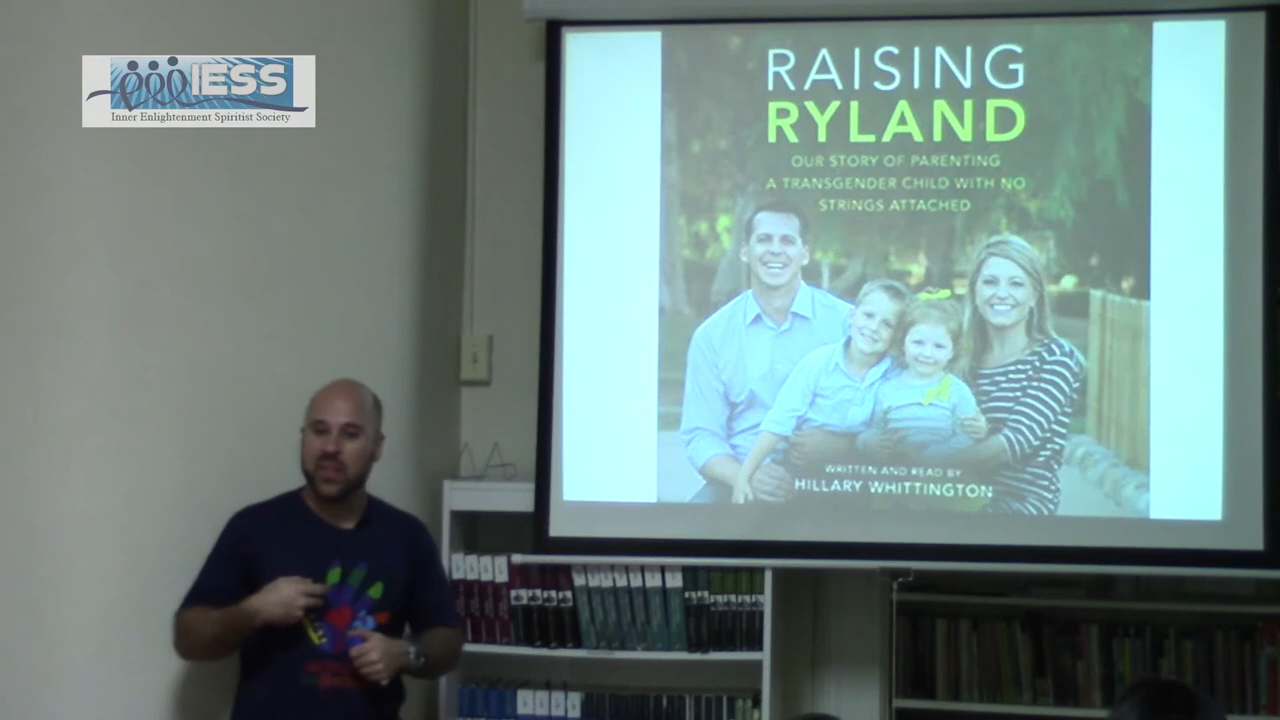 IESS
Inner Enlightenment Spiritist Society
RAISING
RYLAND
OUR STORY OF PARENTING
A TRANSGENDER CHILD WITH NO
STRINGS ATTACHED
WRITTEN AND READ BY
HILLARY WHITTINGTON